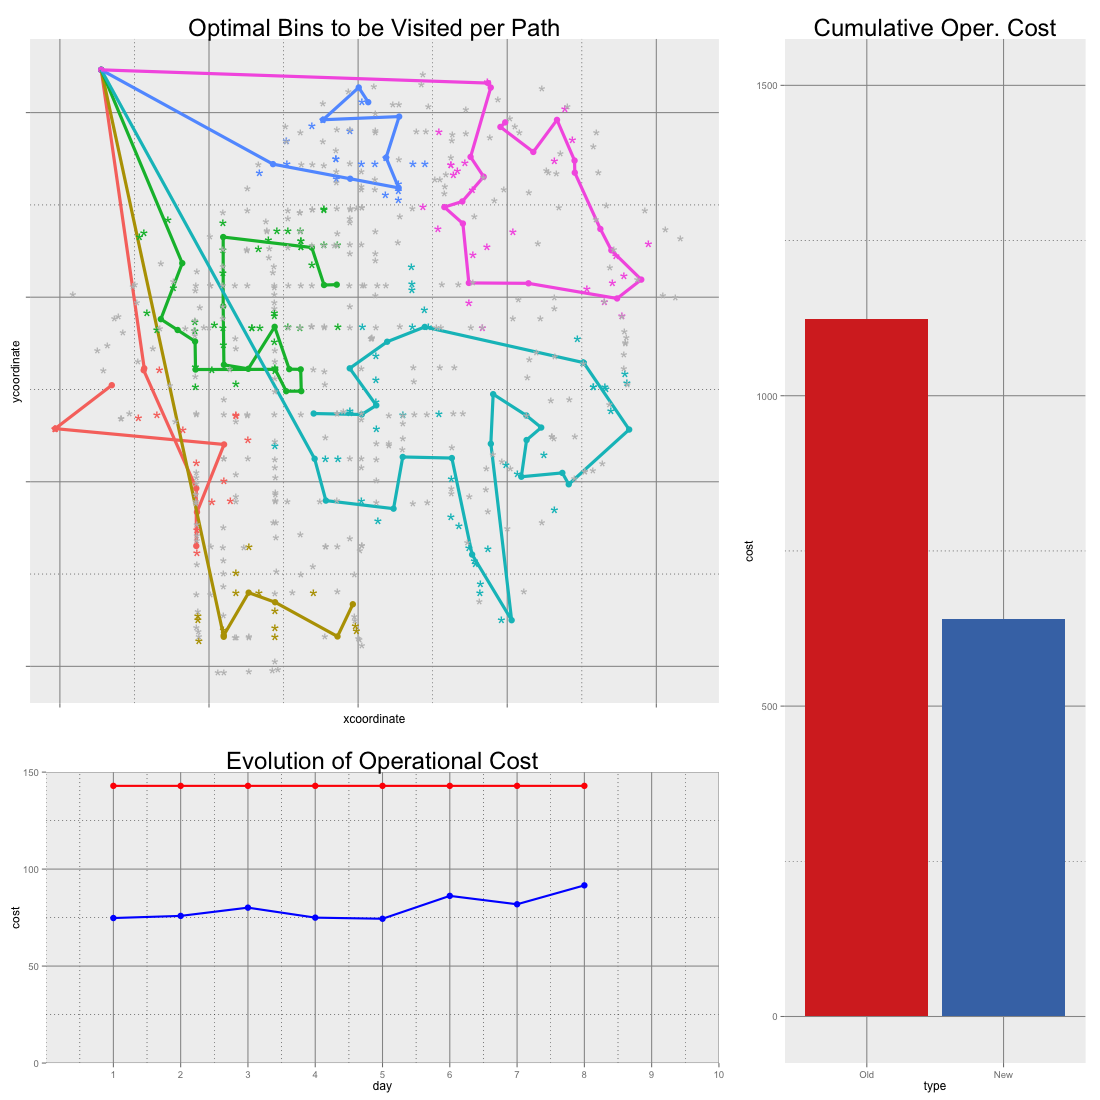 Optimal Bins to be Visited per Path
ycoordinate
xcoordinate
Cumulative Oper. Cost
1500
1000
500
0
cost
Old
New
type
Evolution of Operational Cost
150
100
50
0
cost
1 2 3 4 5 6 7 8 9 10
day